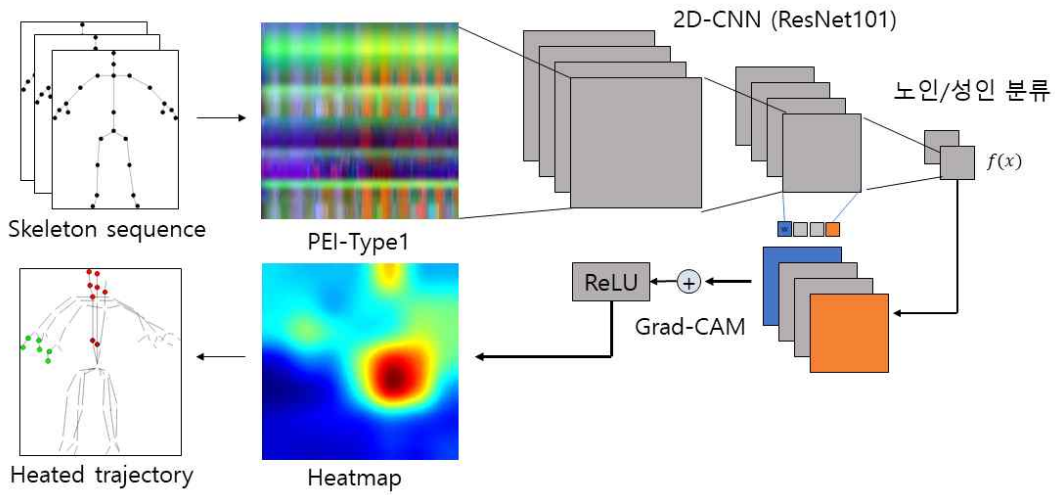 2D-CNN (ResNet101)
노인/성인 분류
f(x)
Skeleton sequence
PEI-Type1
ReLU
+
Grad-CAM
Heated trajectory
Heatmap